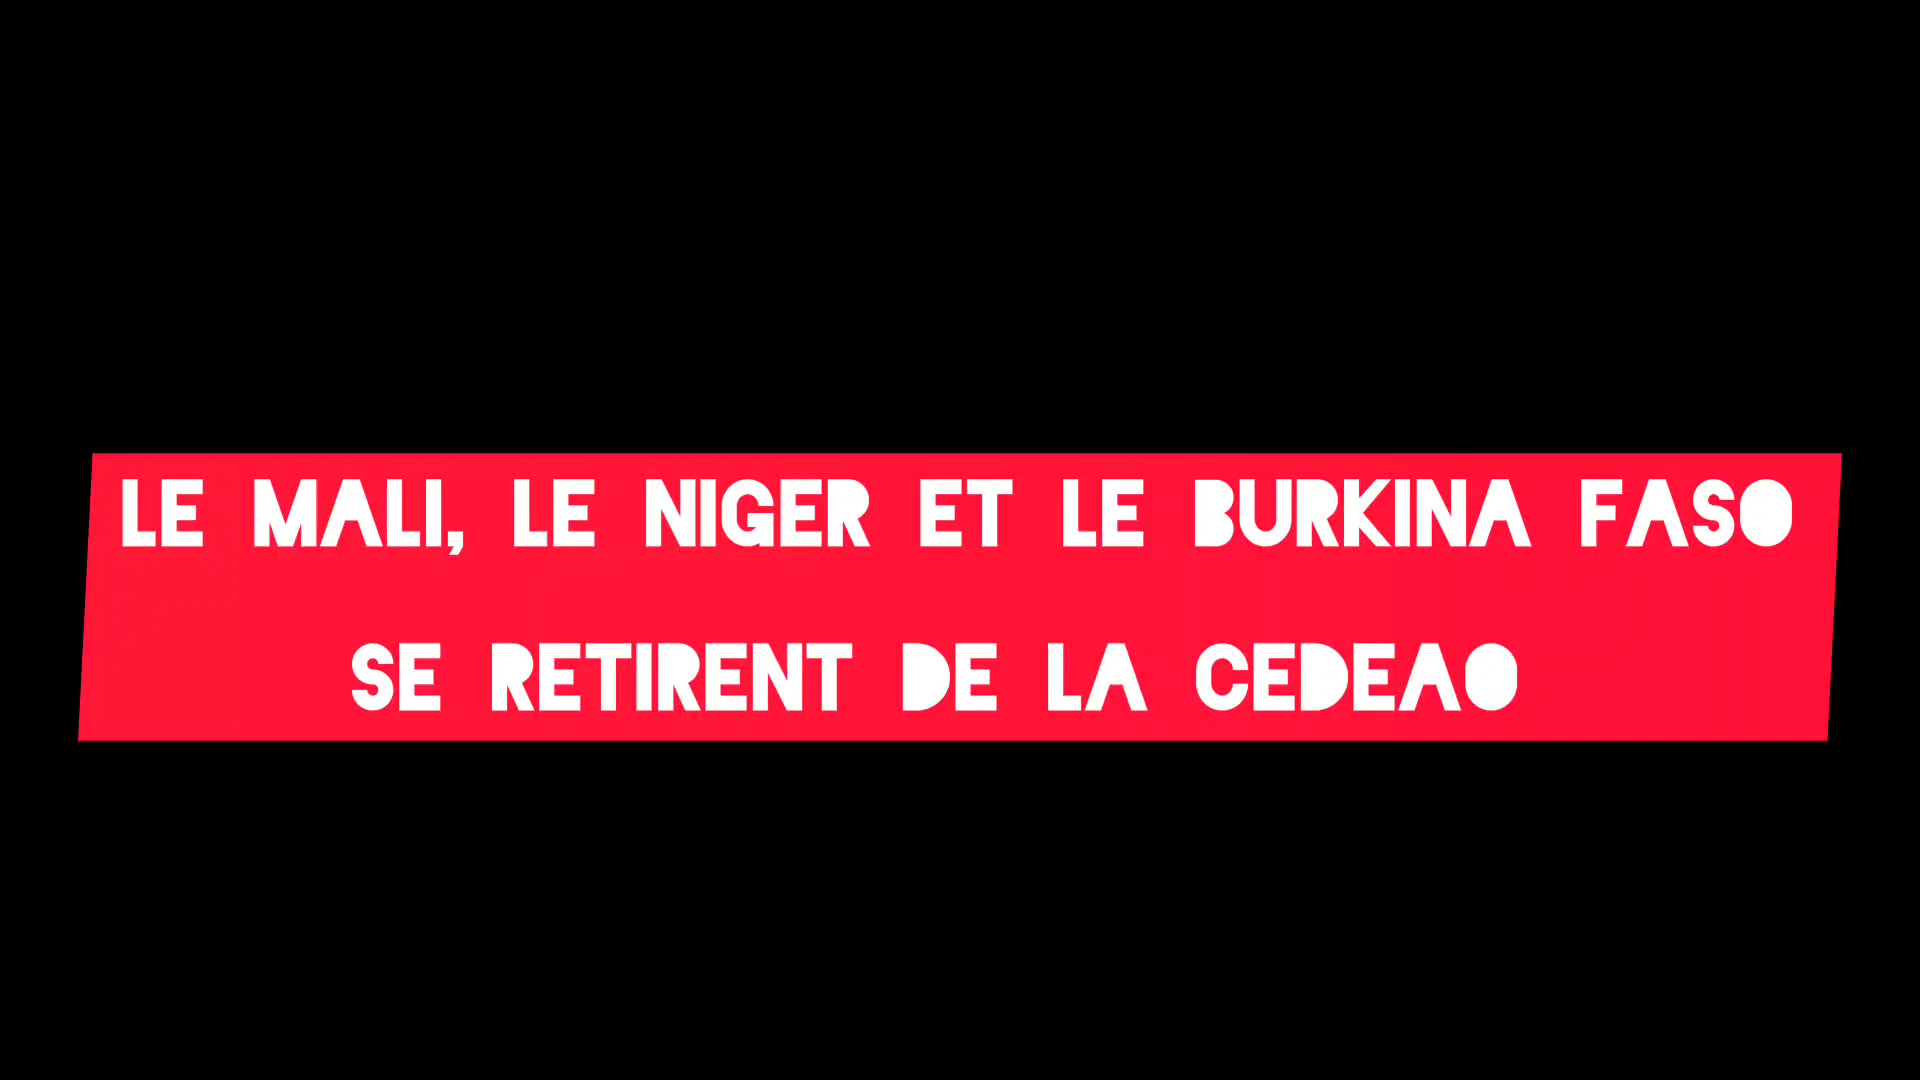 LE MALI, LE NIGER ET LE BURKINA FASO
SE RETIRENT DE LA CEDEAO